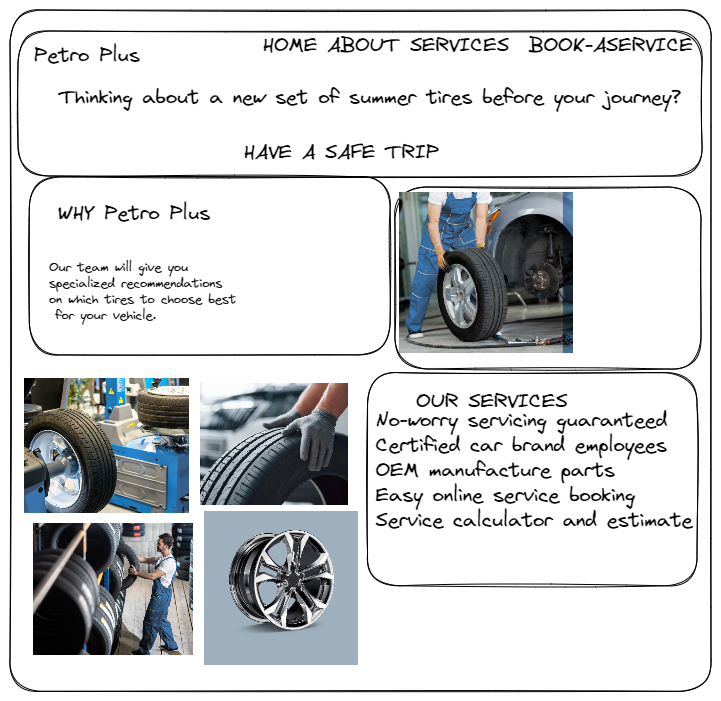 Petro Plus
HOME ABOUT SERVICES BOOK-ASERVICE
Thinking about a new set of summer tires before your journey?
HAVE A SAFE TRIP
WHY Petro Plus
Our team will give you
specialized recommendations
on which tires to choose best
for your vehicle.
OUR SERVICES
No-worry servicing guaranteed
Certified car brand employees
OEM manufacture parts
Easy online service booking
Service calculator and estimate